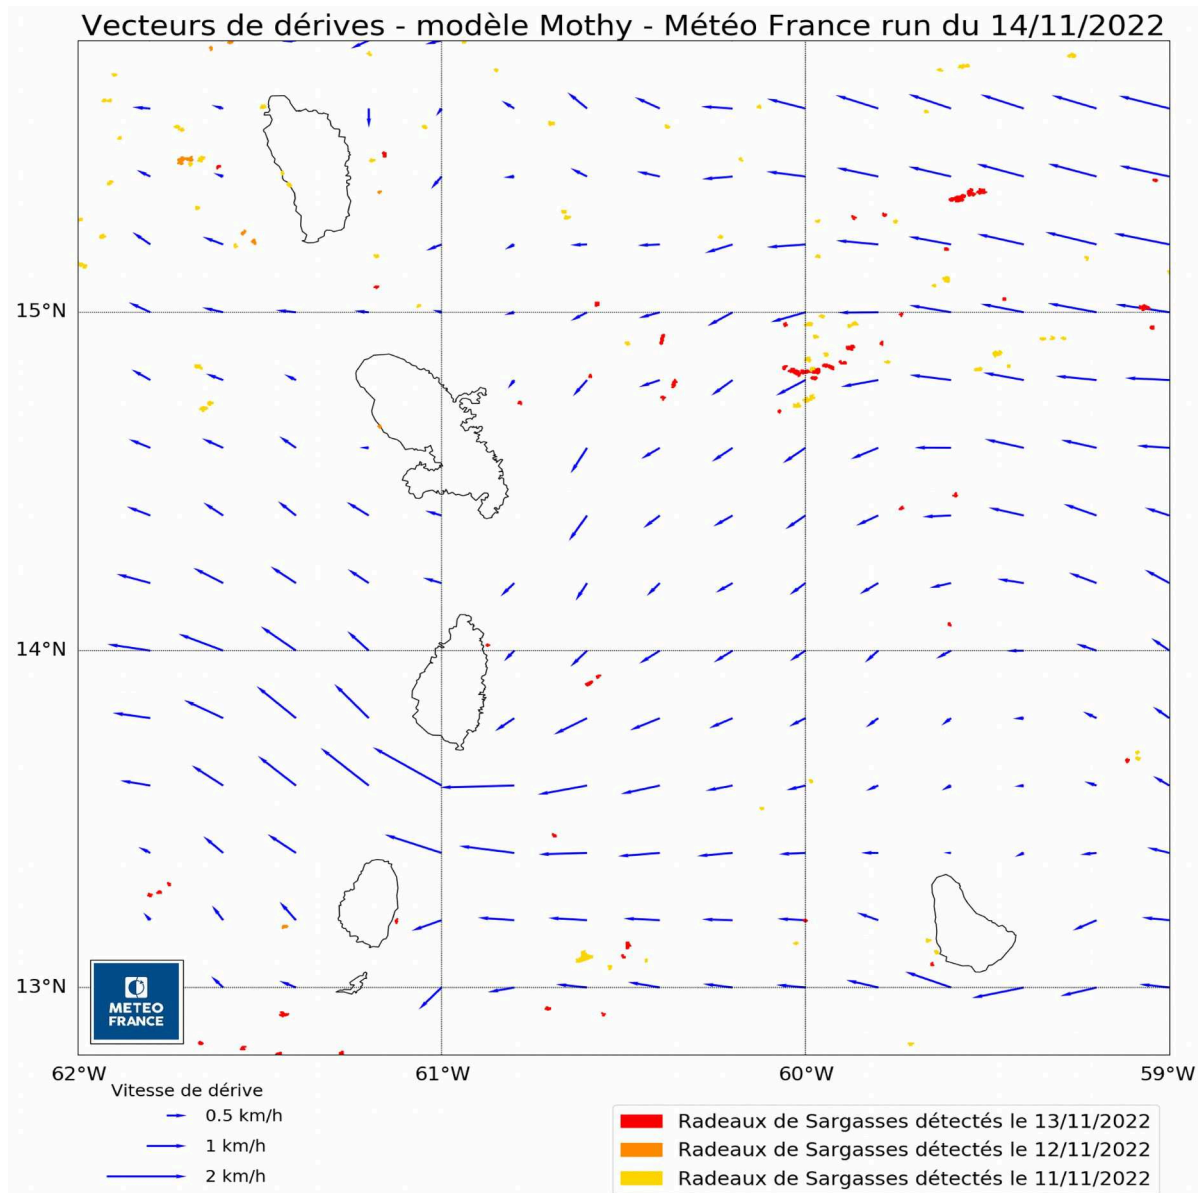 Vecteurs de dérives - modèle Mothy - Météo France run du 14/11/2022
15°N
14°N
13°N
METEO
FRANCE
62°W
61°W
60°W
59°W
Vitesse de dérive
0.5 km/h
1 km/h
2 km/h
Radeaux de Sargasses détectés le 13/11/2022
Radeaux de Sargasses détectés le 12/11/2022
Radeaux de Sargasses détectés le 11/11/2022